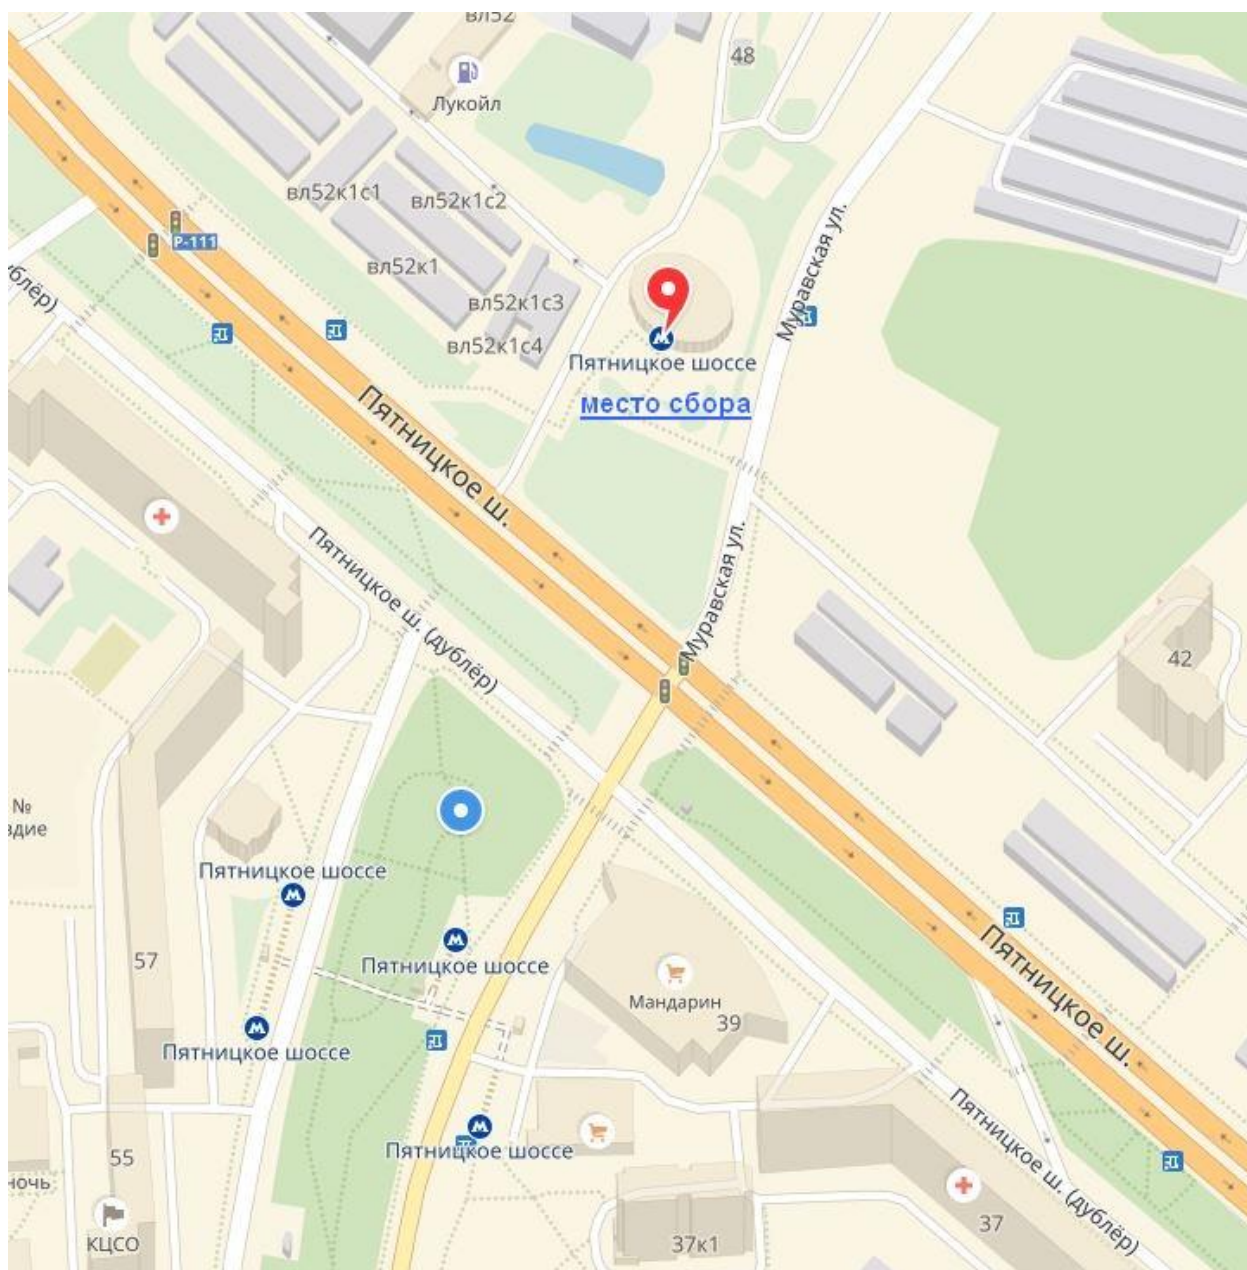 вл52
48
Лукойл
вл52к1с1
вл52к1с2
Р-111
Муравская ул.
вл52к1
вл52к1с3
вл52к1с4
Пятницкое шоссе
место сбора
Пятницкое ш.
Пятницкое ш. (дублёр)
Муравская ул.
42
№
Пятницкое шоссе
57
Пятницкое шоссе
Мандарин
39
Пятницкое ш.
Пятницкое шоссе
Пятницкое шоссе
Пятницкое ш. (дублёр)
55
КЦСО
37
37к1